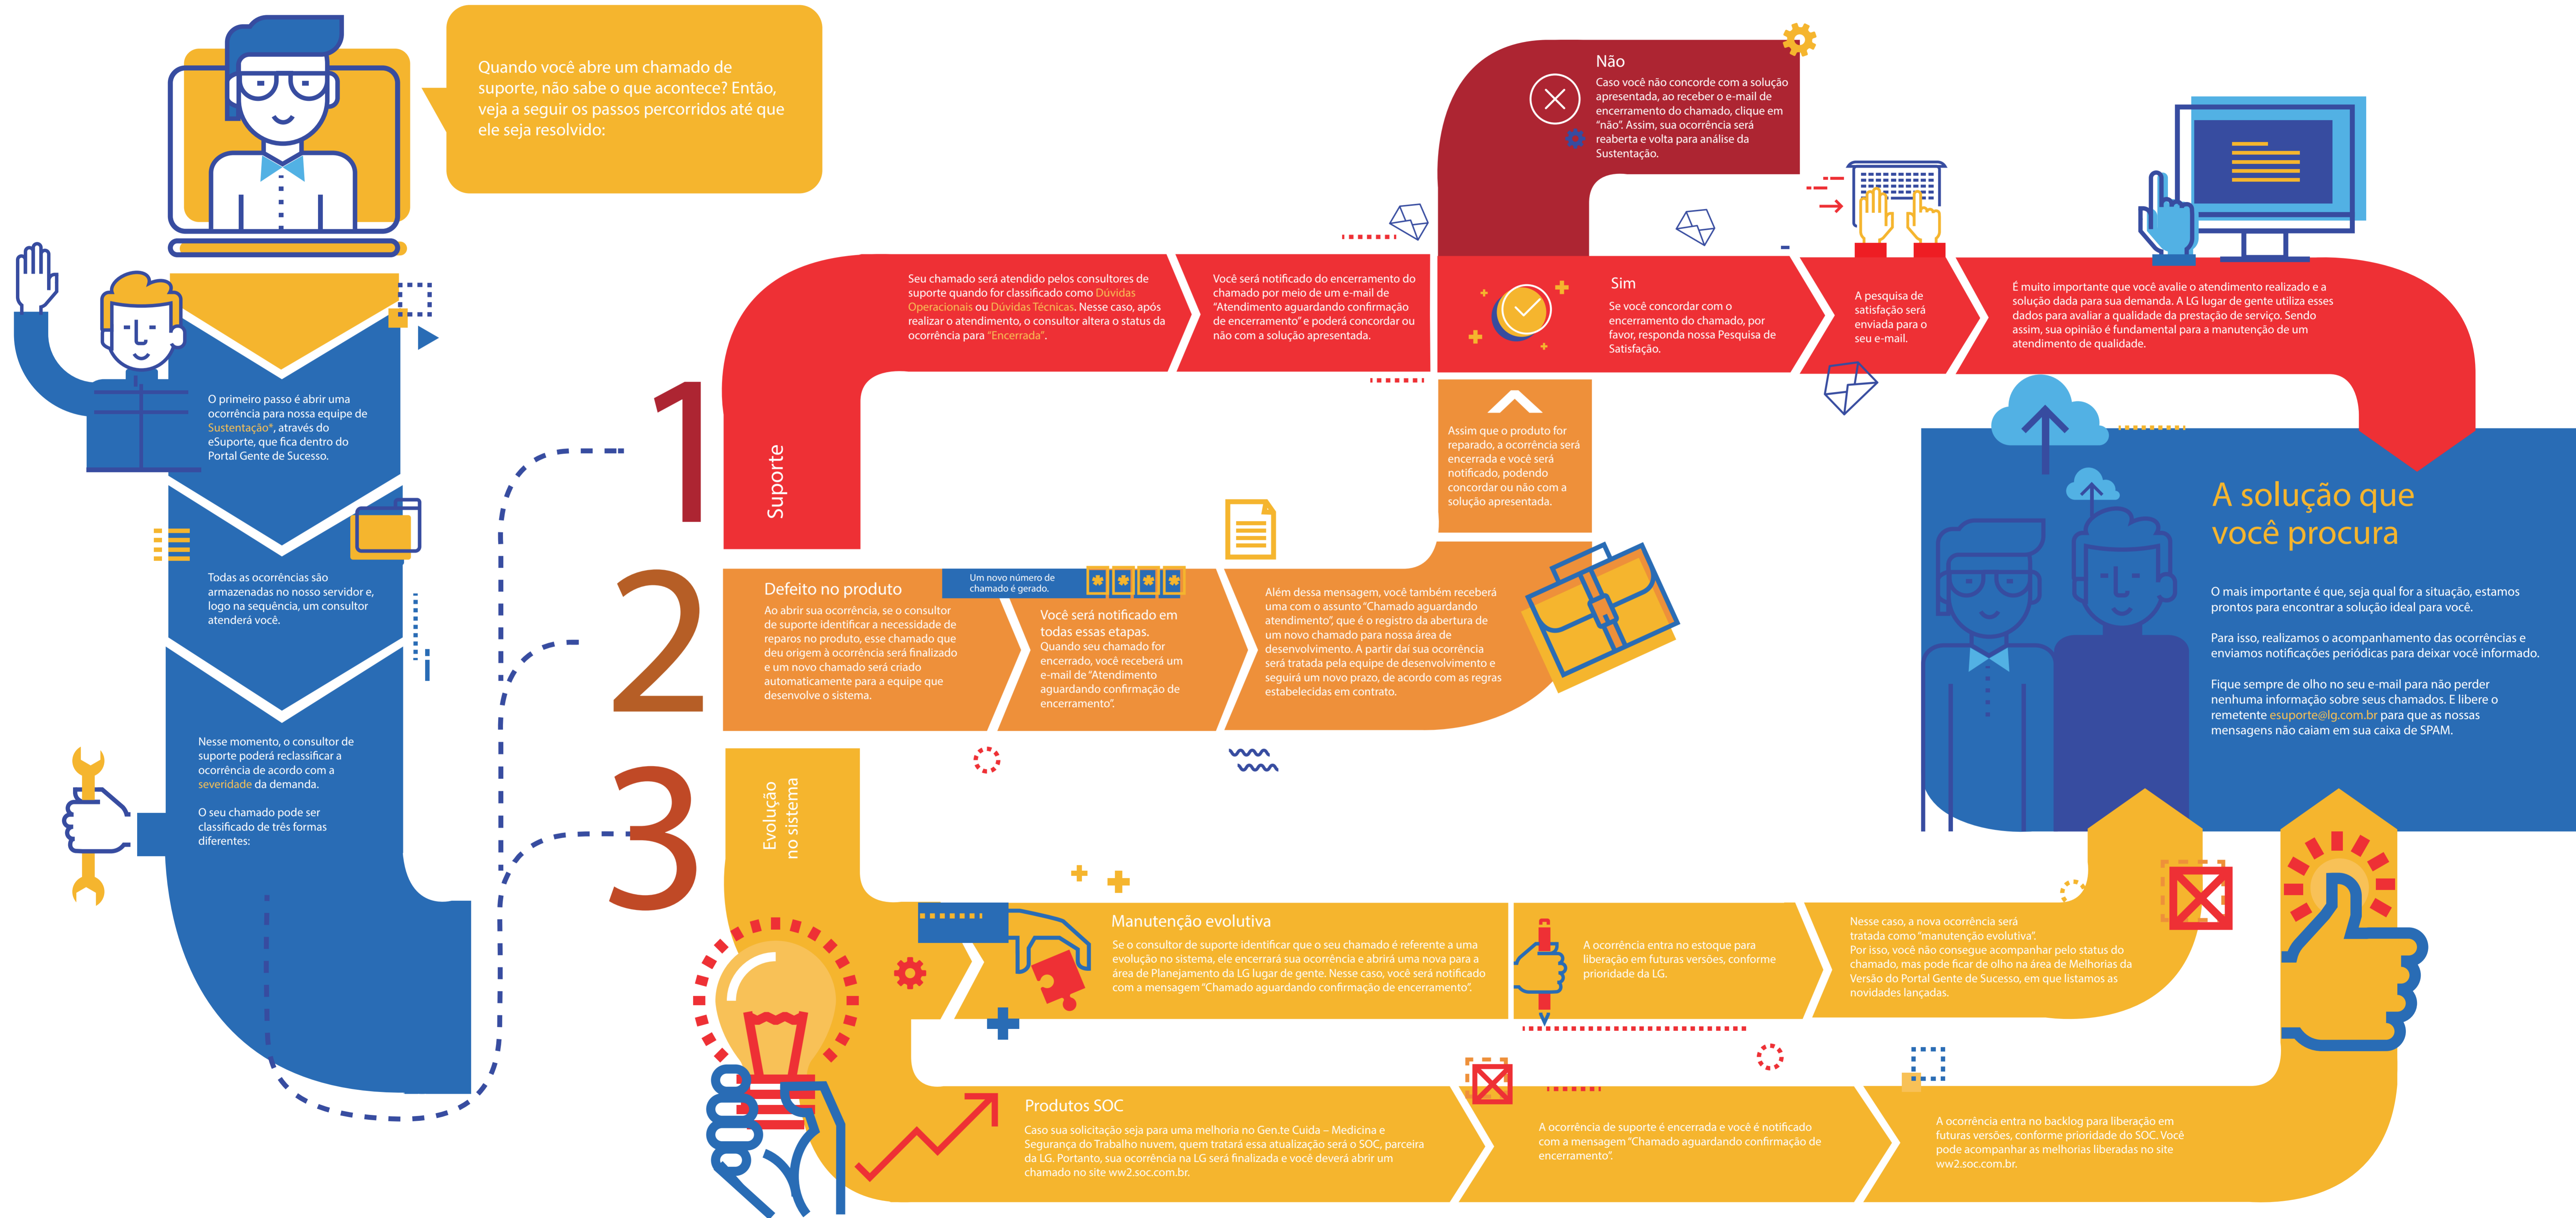 Quando você abre um chamado de
suporte, não sabe o que acontece? Então,
veja a seguir os passos percorridos até que
ele seja resolvido:
O primeiro passo é abrir uma
ocorrência para nossa equipe de
Sustentação*, através do
eSuporte, que fica dentro do
Portal Gente de Sucesso.
Todas as ocorrências são
armazenadas no nosso servidor e,
logo na sequência, um consultor
atenderá você.
Nesse momento, o consultor de
suporte poderá reclassificar a
ocorrência de acordo com a
severidade da demanda.
O seu chamado pode ser
classificado de três formas
diferentes:
1
Suporte
Seu chamado será atendido pelos consultores de
suporte quando for classificado como Dúvidas
Operacionais ou Dúvidas Técnicas. Nesse caso, após
realizar o atendimento, o consultor altera o status da
ocorrência para “Encerrada”.
Você será notificado do encerramento do
chamado por meio de um e-mail de
“Atendimento aguardando confirmação
de encerramento” e poderá concordar ou
não com a solução apresentada.
Não
Caso você não concorde com a solução
apresentada, ao receber o e-mail de
encerramento do chamado, clique em
“não”. Assim, sua ocorrência será
reaberta e volta para análise da
Sustentação.
Sim
Se você concordar com o
encerramento do chamado, por
favor, responda nossa Pesquisa de
Satisfação.
A pesquisa de
satisfação será
enviada para o
seu e-mail.
É muito importante que você avalie o atendimento realizado e a
solução dada para sua demanda. A LG lugar de gente utiliza esses
dados para avaliar a qualidade da prestação de serviço. Sendo
assim, sua opinião é fundamental para a manutenção de um
atendimento de qualidade.
2
Defeito no produto
Ao abrir sua ocorrência, se o consultor
de suporte identificar a necessidade de
reparos no produto, esse chamado que
deu origem à ocorrência será finalizado
e um novo chamado será criado
automaticamente para a equipe que
desenvolve o sistema.
Um novo número de
chamado é gerado.
* * * *
Você será notificado em
todas essas etapas.
Quando seu chamado for
encerrado, você receberá um
e-mail de “Atendimento
aguardando confirmação de
encerramento”.
Além dessa mensagem, você também receberá
uma com o assunto “Chamado aguardando
atendimento”, que é o registro da abertura de
um novo chamado para nossa área de
desenvolvimento. A partir daí sua ocorrência
será tratada pela equipe de desenvolvimento e
seguirá um novo prazo, de acordo com as regras
estabelecidas em contrato.
Assim que o produto for
reparado, a ocorrência será
encerrada e você será
notificado, podendo
concordar ou não com a
solução apresentada.
3
Evolução
no sistema
Manutenção evolutiva
Se o consultor de suporte identificar que o seu chamado é referente a uma
evolução no sistema, ele encerrará sua ocorrência e abrirá uma nova para a
área de Planejamento da LG lugar de gente. Nesse caso, você será notificado
com a mensagem “Chamado aguardando confirmação de encerramento”.
A ocorrência entra no estoque para
liberação em futuras versões, conforme
prioridade da LG.
Nesse caso, a nova ocorrência será
tratada como “manutenção evolutiva”.
Por isso, você não consegue acompanhar pelo status do
chamado, mas pode ficar de olho na área de Melhorias da
Versão do Portal Gente de Sucesso, em que listamos as
novidades lançadas.
Produtos SOC
Caso sua solicitação seja para uma melhoria no Gen.te Cuida – Medicina e
Segurança do Trabalho nuvem, quem tratará essa atualização será o SOC, parceira
da LG. Portanto, sua ocorrência na LG será finalizada e você deverá abrir um
chamado no site ww2.soc.com.br.
A ocorrência de suporte é encerrada e você é notificado
com a mensagem “Chamado aguardando confirmação de
encerramento”.
A ocorrência entra no backlog para liberação em
futuras versões, conforme prioridade do SOC. Você
pode acompanhar as melhorias liberadas no site
ww2.soc.com.br.
A solução que
você procura
O mais importante é que, seja qual for a situação, estamos
prontos para encontrar a solução ideal para você.
Para isso, realizamos o acompanhamento das ocorrências e
enviamos notificações periódicas para deixar você informado.
Fique sempre de olho no seu e-mail para não perder
nenhuma informação sobre seus chamados. E libere o
remetente esuporte@lg.com.br para que as nossas
mensagens não caiam em sua caixa de SPAM.